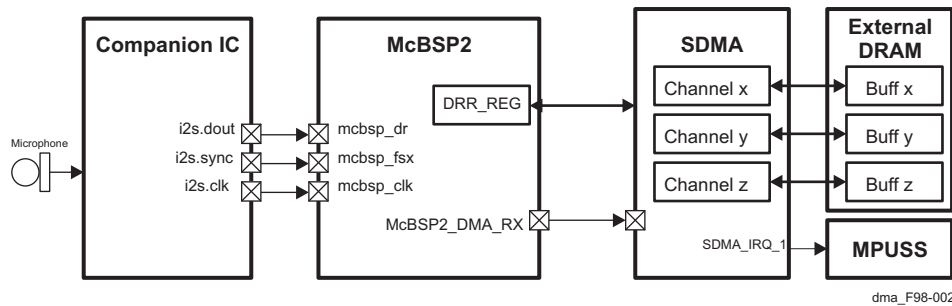 Companion IC
McBSP2
SDMA
External
DRAM
Channel x
Buff x
DRR_REG
Channel y
Buff y
i2s.dout
mcbsp_dr
Microphone
i2s.sync
mcbsp_fsx
i2s.clk
mcbsp_clk
Channel z
Buff z
McBSP2_DMA_RX
SDMA_IRQ_1
MPUSS
dma_F98-002